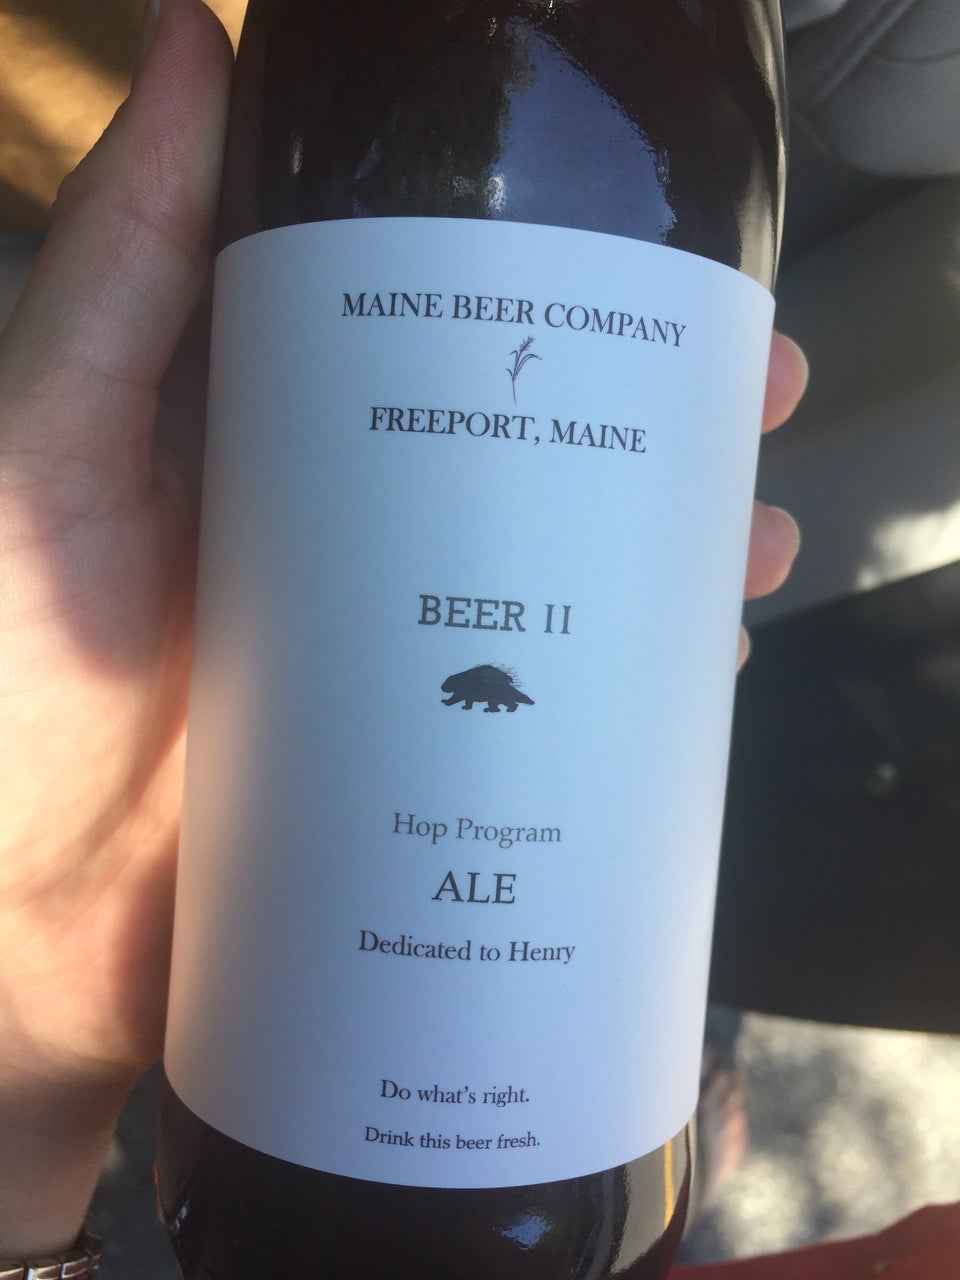 MAINE BEER COMPANY
FREEPORT, MAINE
BEER II
Hop Program
ALE
Dedicated to Henry
Do what's right.
Drink this beer fresh.